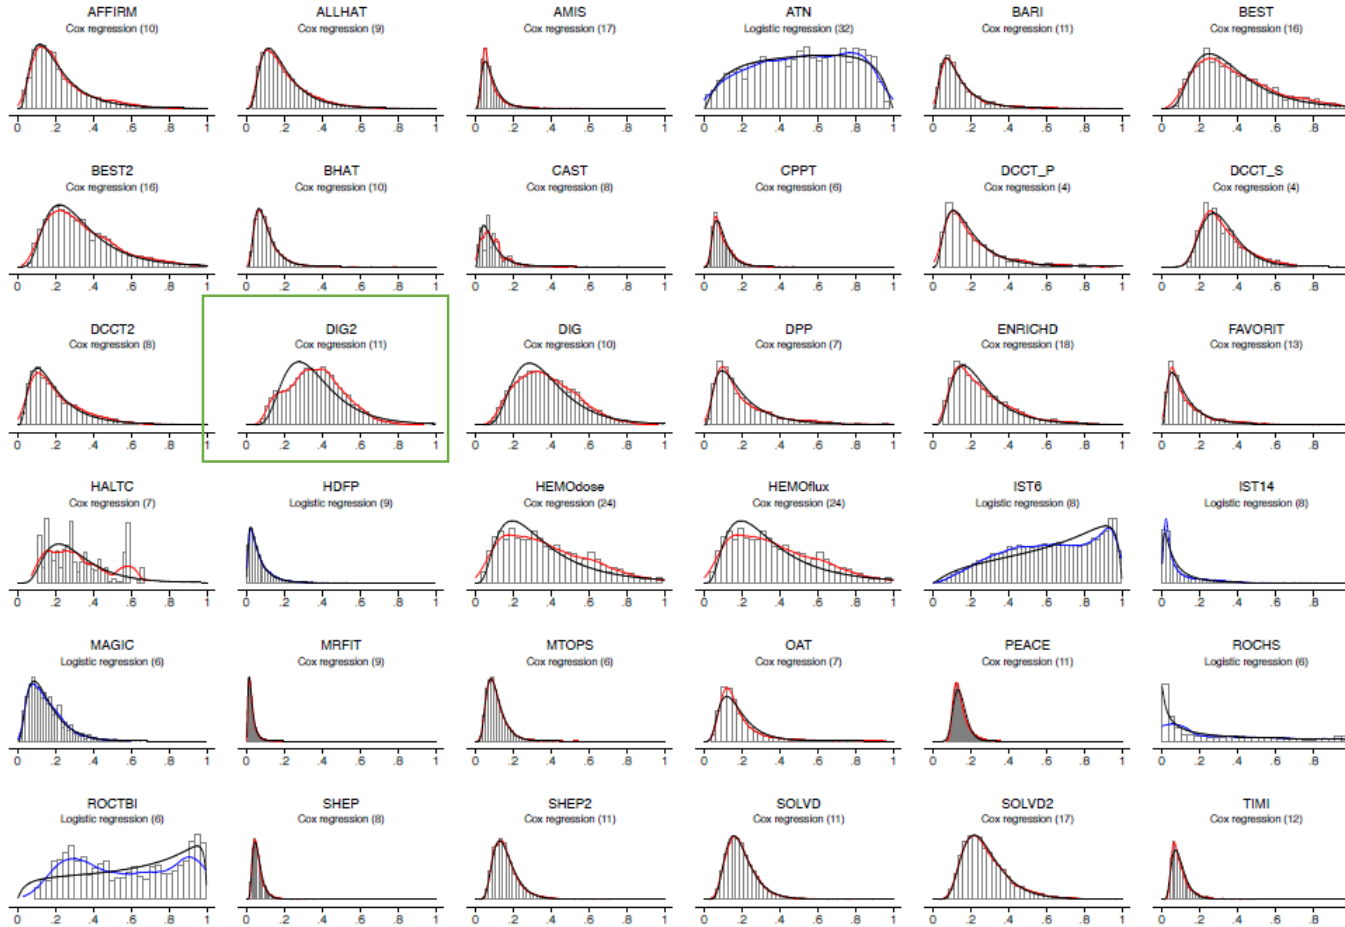 AFFIRM ALLHAT AMIS ATN BARI BEST
Cox regression (10) Cox regression (9) Cox regression (17) Logistic regression (32) Cox regression (11) Cox regression (16)
0 .2 .4 .6 .8 1 0 .2 .4 .6 .8 1 0 .2 .4 .6 .8 1 0 .2 .4 .6 .8 1 0 .2 .4 .6 .8 1 0 .2 .4 .6 .8
BEST2 BHAT CAST CPPT DCCT_P DCCT_S
Cox regression (16) Cox regression (10) Cox regression (8) Cox regression (6) Cox regression (4) Cox regression (4)
0 .2 .4 .6 .8 1 0 .2 .4 .6 .8 1 0 .2 .4 .6 .8 1 0 .2 .4 .6 .8 1 0 .2 .4 .6 .8 1 0 .2 .4 .6 .8
DCCT2 DIG2 DIG DPP ENRICHD FAVORIT
Cox regression (8) Cox regression (11) Cox regression (10) Cox regression (7) Cox regression (18) Cox regression (13)
0 .2 .4 .6 .8 1 0 .2 .4 .6 .8 1 0 .2 .4 .6 .8 1 0 .2 .4 .6 .8 1 0 .2 .4 .6 .8 1 0 .2 .4 .6 .8
HALTC HDFP HEMOdose HEMOflux IST6 IST14
Cox regression (7) Logistic regression (9) Cox regression (24) Cox regression (24) Logistic regression (8) Logistic regression (8)
0 .2 .4 .6 .8 1 0 .2 .4 .6 .8 1 0 .2 .4 .6 .8 1 0 .2 .4 .6 .8 1 0 .2 .4 .6 .8 1 0 .2 .4 .6 .8
MAGIC MRFIT MTOPS OAT PEACE ROCHS
Logistic regression (6) Cox regression (9) Cox regression (6) Cox regression (7) Cox regression (11) Logistic regression (6)
0 .2 .4 .6 .8 1 0 .2 .4 .6 .8 1 0 .2 .4 .6 .8 1 0 .2 .4 .6 .8 1 0 .2 .4 .6 .8 1 0 .2 .4 .6 .8
ROCTBI SHEP SHEP2 SOLVD SOLVD2 TIMI
Logistic regression (6) Cox regression (8) Cox regression (11) Cox regression (11) Cox regression (17) Cox regression (12)
0 .2 .4 .6 .8 1 0 .2 .4 .6 .8 1 0 .2 .4 .6 .8 1 0 .2 .4 .6 .8 1 0 .2 .4 .6 .8 1 0 .2 .4 .6 .8